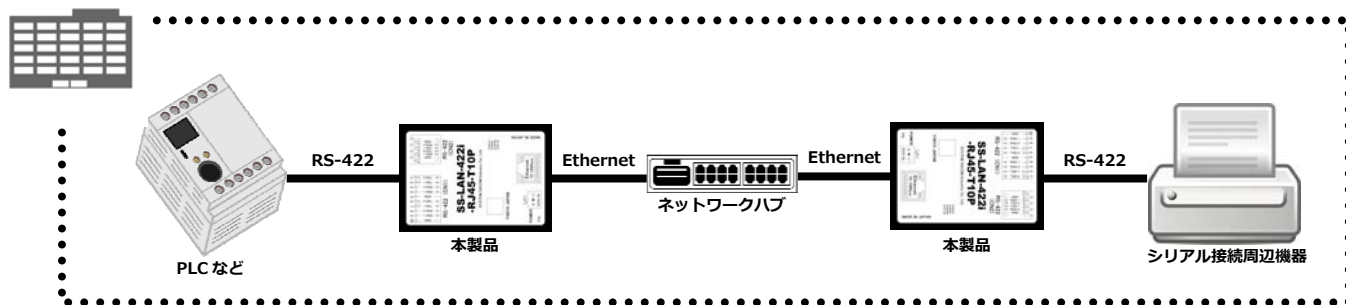 RS-422
Ethernet
Ethernet
RS-422
SS-LAN-422i
-RJ45-T10P
SS-LAN-422i
-RJ45-T10P
ネットワークハブ
本製品
本製品
シリアル接続周辺機器
PLC など